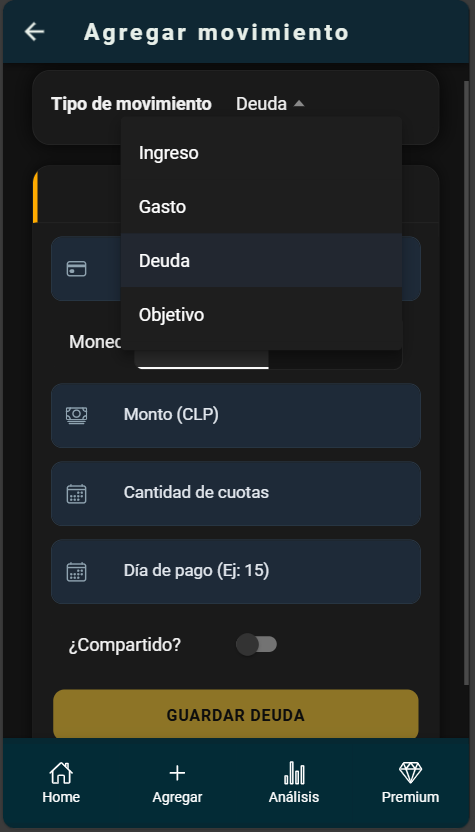 Agregar movimiento
Tipo de movimiento Deuda
Ingreso
Gasto
Deuda
Objetivo
Monto (CLP)
Cantidad de cuotas
Día de pago (Ej: 15)
¿Compartido?
GUARDAR DEUDA
Home Agregar Análisis Premium